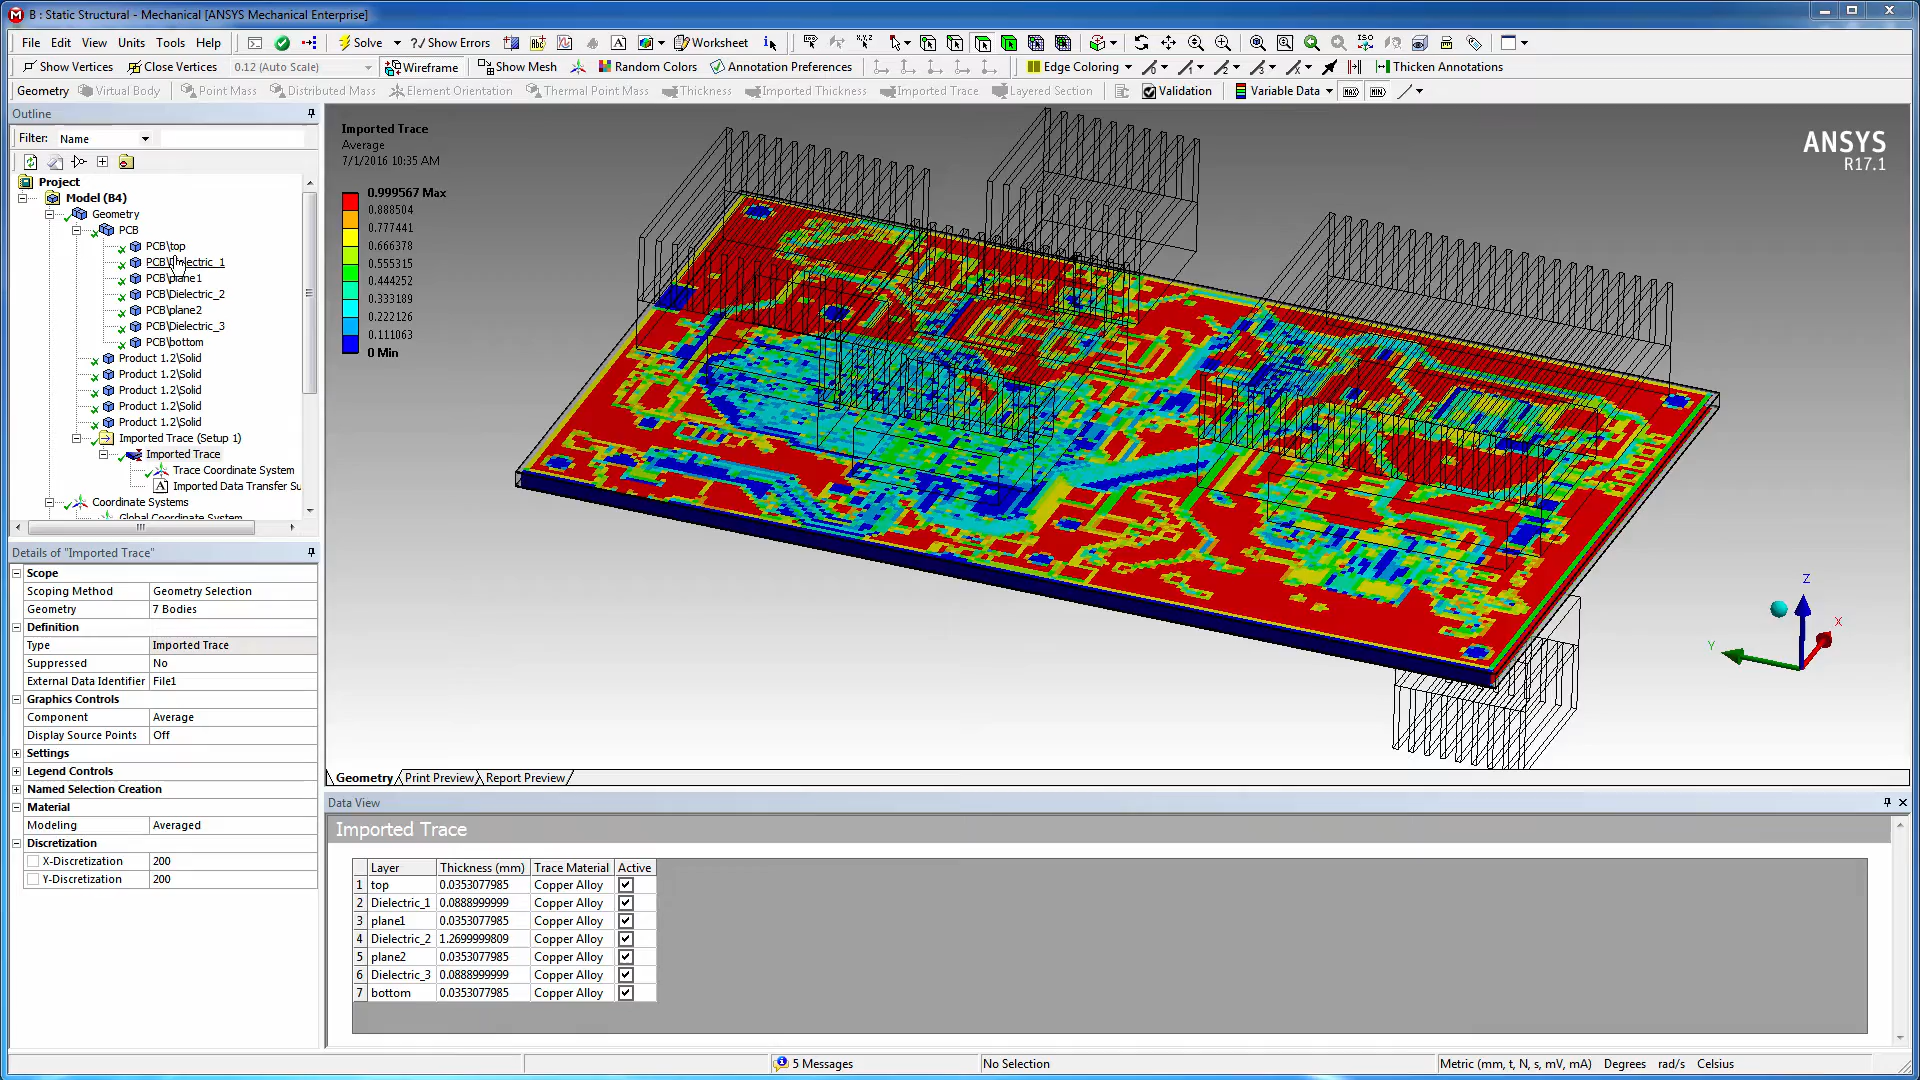 B : Static Structural - Mechanical [ANSYS Mechanical Enterprise]
File Edit View Units Tools Help Solve ?/ Show Errors Worksheet
Show Vertices Close Vertices 0.12 (Auto Scale) Wireframe Show Mesh Random Colors Annotation Preferences Edge Coloring Thicken Annotations
Geometry Virtual Body Point Mass Distributed Mass Element Orientation Thermal Point Mass Thickness Imported Thickness Imported Trace Layered Section Validation Variable Data
Outline
Filter: Name
Project
Model (B4)
Geometry
PCB
PCB\top
PCB\Dielectric_1
PCB\plane1
PCB\Dielectric_2
PCB\plane2
PCB\Dielectric_3
PCB\bottom
Product 1.2\Solid
Product 1.2\Solid
Product 1.2\Solid
Product 1.2\Solid
Product 1.2\Solid
Imported Trace (Setup 1)
Imported Trace
Trace Coordinate System
Imported Data Transfer Su
Coordinate Systems
Global Coordinate System
Details of "Imported Trace"
Scope
Scoping Method Geometry Selection
Geometry 7 Bodies
Definition
Type Imported Trace
Suppressed No
External Data Identifier File1
Graphics Controls
Component Average
Display Source Points Off
Settings
Legend Controls
Named Selection Creation
Material
Modeling Averaged
Discretization
X-Discretization 200
Y-Discretization 200
Imported Trace
Average
7/1/2016 10:35 AM
0.999567 Max
0.888504
0.777441
0.666378
0.555315
0.444252
0.333189
0.222126
0.111063
0 Min
ANSYS
R17.1
Z
X
Y
Geometry Print Preview Report Preview
Data View
Imported Trace
Layer Thickness (mm) Trace Material Active
1 top 0.0353077985 Copper Alloy
2 Dielectric_1 0.0888999999 Copper Alloy
3 plane1 0.0353077985 Copper Alloy
4 Dielectric_2 1.2699999809 Copper Alloy
5 plane2 0.0353077985 Copper Alloy
6 Dielectric_3 0.0888999999 Copper Alloy
7 bottom 0.0353077985 Copper Alloy
5 Messages No Selection Metric (mm, t, N, s, mV, mA) Degrees rad/s Celsius